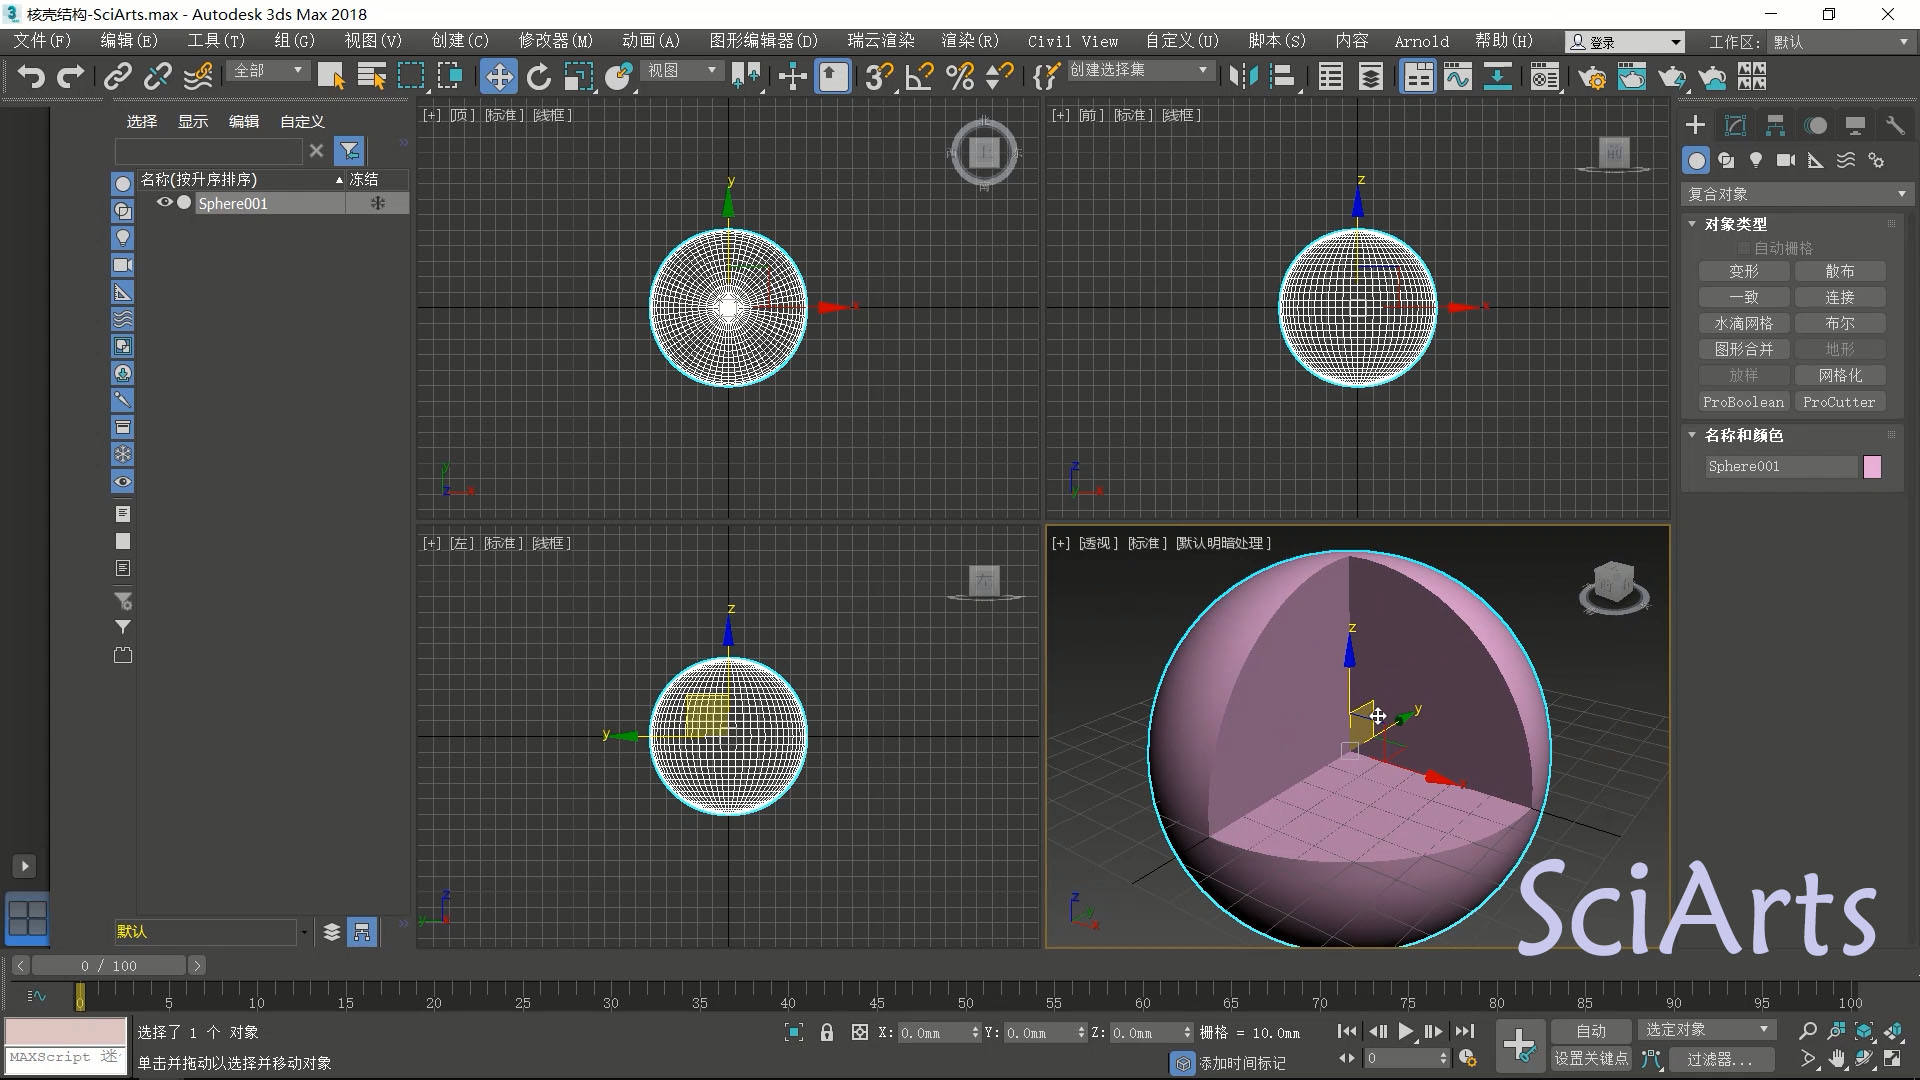 核壳结构-SciArts.max - Autodesk 3ds Max 2018
文件(F) 编辑(E) 工具(T) 组(G) 视图(V) 创建(C) 修改器(M) 动画(A) 图形编辑器(D) 瑞云渲染 渲染(R) Civil View 自定义(U) 脚本(S) 内容 Arnold 帮助(H) 登录 工作区: 默认
全部 视图 创建选择集
选择 显示 编辑 自定义
名称(按升序排序) 冻结
Sphere001
[+] [顶] [标准] [线框]
[+] [前] [标准] [线框]
[+] [左] [标准] [线框]
[+] [透视] [标准] [默认明暗处理]
复合对象
对象类型
自动栅格
变形 散布
一致 连接
水滴网格 布尔
图形合并 地形
放样 网格化
ProBoolean ProCutter
名称和颜色
Sphere001
SciArts
默认
0 / 100
0 5 10 15 20 25 30 35 40 45 50 55 60 65 70 75 80 85 90 95 100
选择了 1 个 对象
X: 0.0mm Y: 0.0mm Z: 0.0mm 栅格 = 10.0mm
自动 选定对象
MAXScript 迷
单击并拖动以选择并移动对象
添加时间标记
0
设置关键点 过滤器...